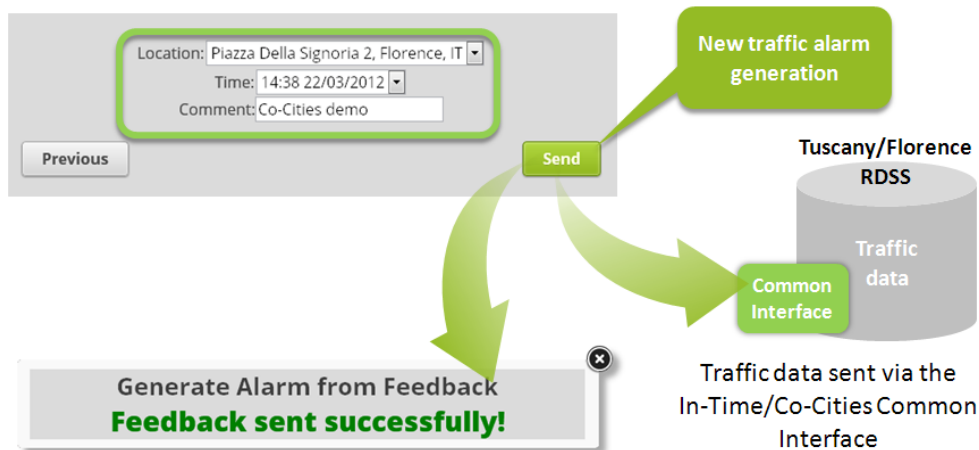 Location: Piazza Della Signoria 2, Florence, IT
Time: 14:38 22/03/2012
Comment: Co-Cities demo
Previous
Send
New traffic alarm
generation
Tuscany/Florence
RDSS
Traffic
data
Common
Interface
Generate Alarm from Feedback
Feedback sent successfully!
Traffic data sent via the
In-Time/Co-Cities Common
Interface